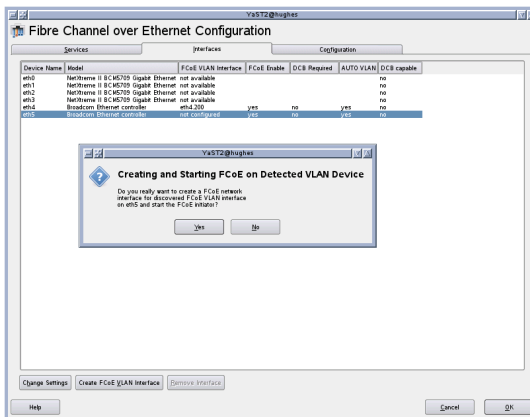 YaST2@hughes
Fibre Channel over Ethernet Configuration
Services Interfaces Configuration
Device Name Model FCoE VLAN Interface FCoE Enable DCB Required AUTO VLAN DCB capable
eth0 NetXtreme II BCM5709 Gigabit Ethernet not available no
eth1 NetXtreme II BCM5709 Gigabit Ethernet not available no
eth2 NetXtreme II BCM5709 Gigabit Ethernet not available no
eth3 NetXtreme II BCM5709 Gigabit Ethernet not available no
eth4 Broadcom Ethernet controller eth4.200 yes no yes no
eth5 Broadcom Ethernet controller not configured yes no yes no
YaST2@hughes
Creating and Starting FCoE on Detected VLAN Device
Do you really want to create a FCoE network
interface for discovered FCoE VLAN interface
on eth5 and start the FCoE initiator?
Yes No
Change Settings Create FCoE VLAN Interface Remove Interface
Help Cancel OK